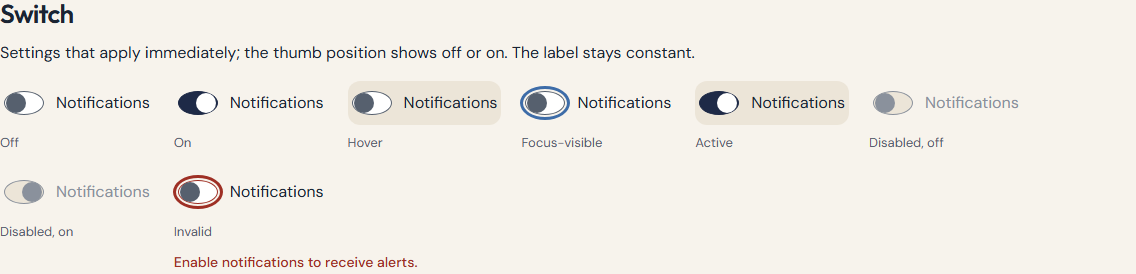 Switch
Settings that apply immediately; the thumb position shows off or on. The label stays constant.
Notifications Notifications Notifications Notifications Notifications Notifications
Off On Hover Focus-visible Active Disabled, off
Notifications Notifications
Disabled, on Invalid
Enable notifications to receive alerts.